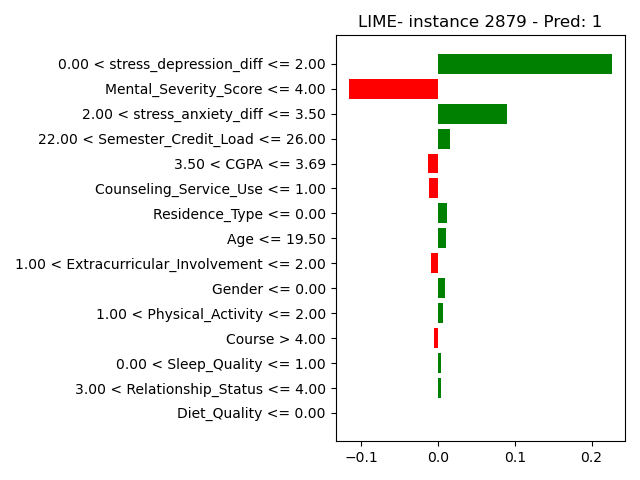 LIME- instance 2879 - Pred: 1
0.00 < stress_depression_diff <= 2.00
Mental_Severity_Score <= 4.00
2.00 < stress_anxiety_diff <= 3.50
22.00 < Semester_Credit_Load <= 26.00
3.50 < CGPA <= 3.69
Counseling_Service_Use <= 1.00
Residence_Type <= 0.00
Age <= 19.50
1.00 < Extracurricular_Involvement <= 2.00
Gender <= 0.00
1.00 < Physical_Activity <= 2.00
Course > 4.00
0.00 < Sleep_Quality <= 1.00
3.00 < Relationship_Status <= 4.00
Diet_Quality <= 0.00
−0.1 0.0 0.1 0.2